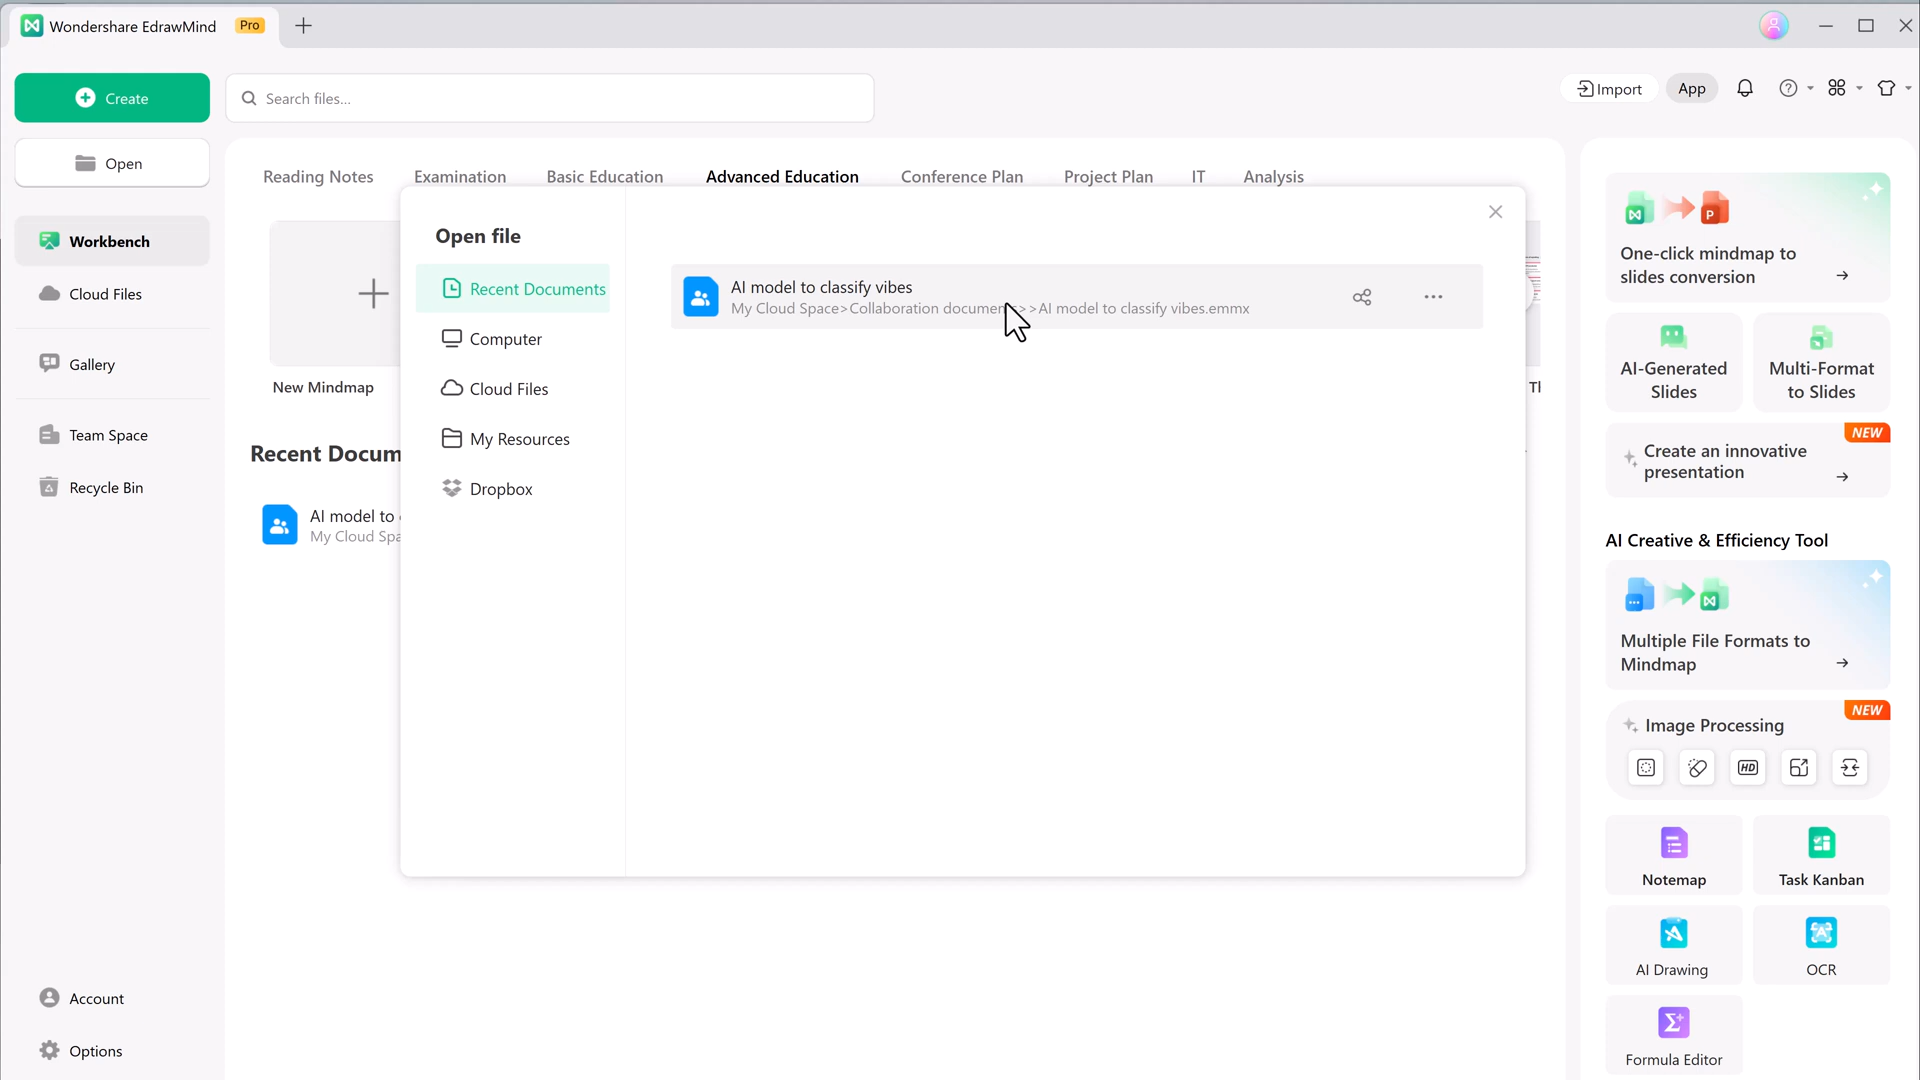 Wondershare EdrawMind Pro
Create
Search files...
Import
App
Open
Workbench
Cloud Files
Gallery
Team Space
Recycle Bin
Account
Options
Reading Notes Examination Basic Education Advanced Education Conference Plan Project Plan IT Analysis
New Mindmap
Recent Docum
AI model to
My Cloud Spa
Open file
Recent Documents
Computer
Cloud Files
My Resources
Dropbox
AI model to classify vibes
My Cloud Space>Collaboration documen >>AI model to classify vibes.emmx
P
One-click mindmap to
slides conversion
AI-Generated
Slides
Multi-Format
to Slides
NEW
Create an innovative
presentation
AI Creative & Efficiency Tool
Multiple File Formats to
Mindmap
NEW
Image Processing
HD
Notemap
Task Kanban
AI Drawing
OCR
Formula Editor